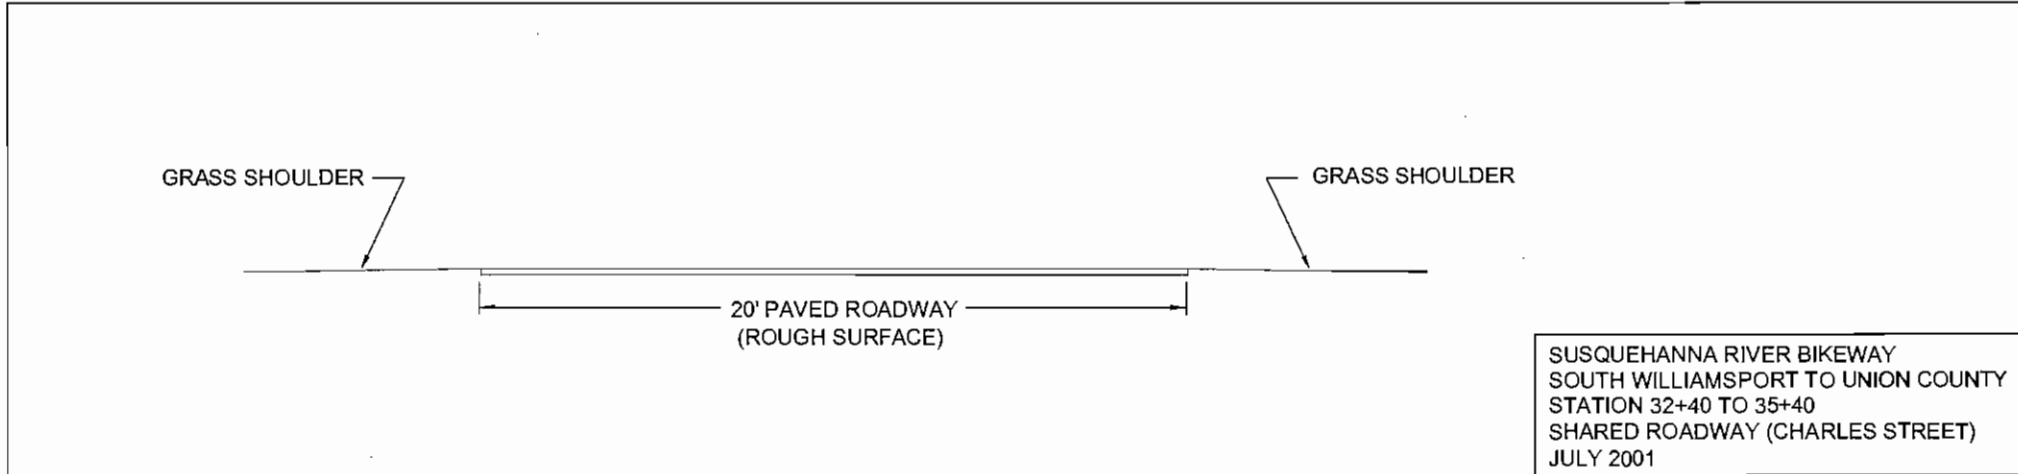 GRASS SHOULDER
GRASS SHOULDER
20' PAVED ROADWAY
(ROUGH SURFACE)
SUSQUEHANNA RIVER BIKEWAY
SOUTH WILLIAMSPORT TO UNION COUNTY
STATION 32+40 TO 35+40
SHARED ROADWAY (CHARLES STREET)
JULY 2001